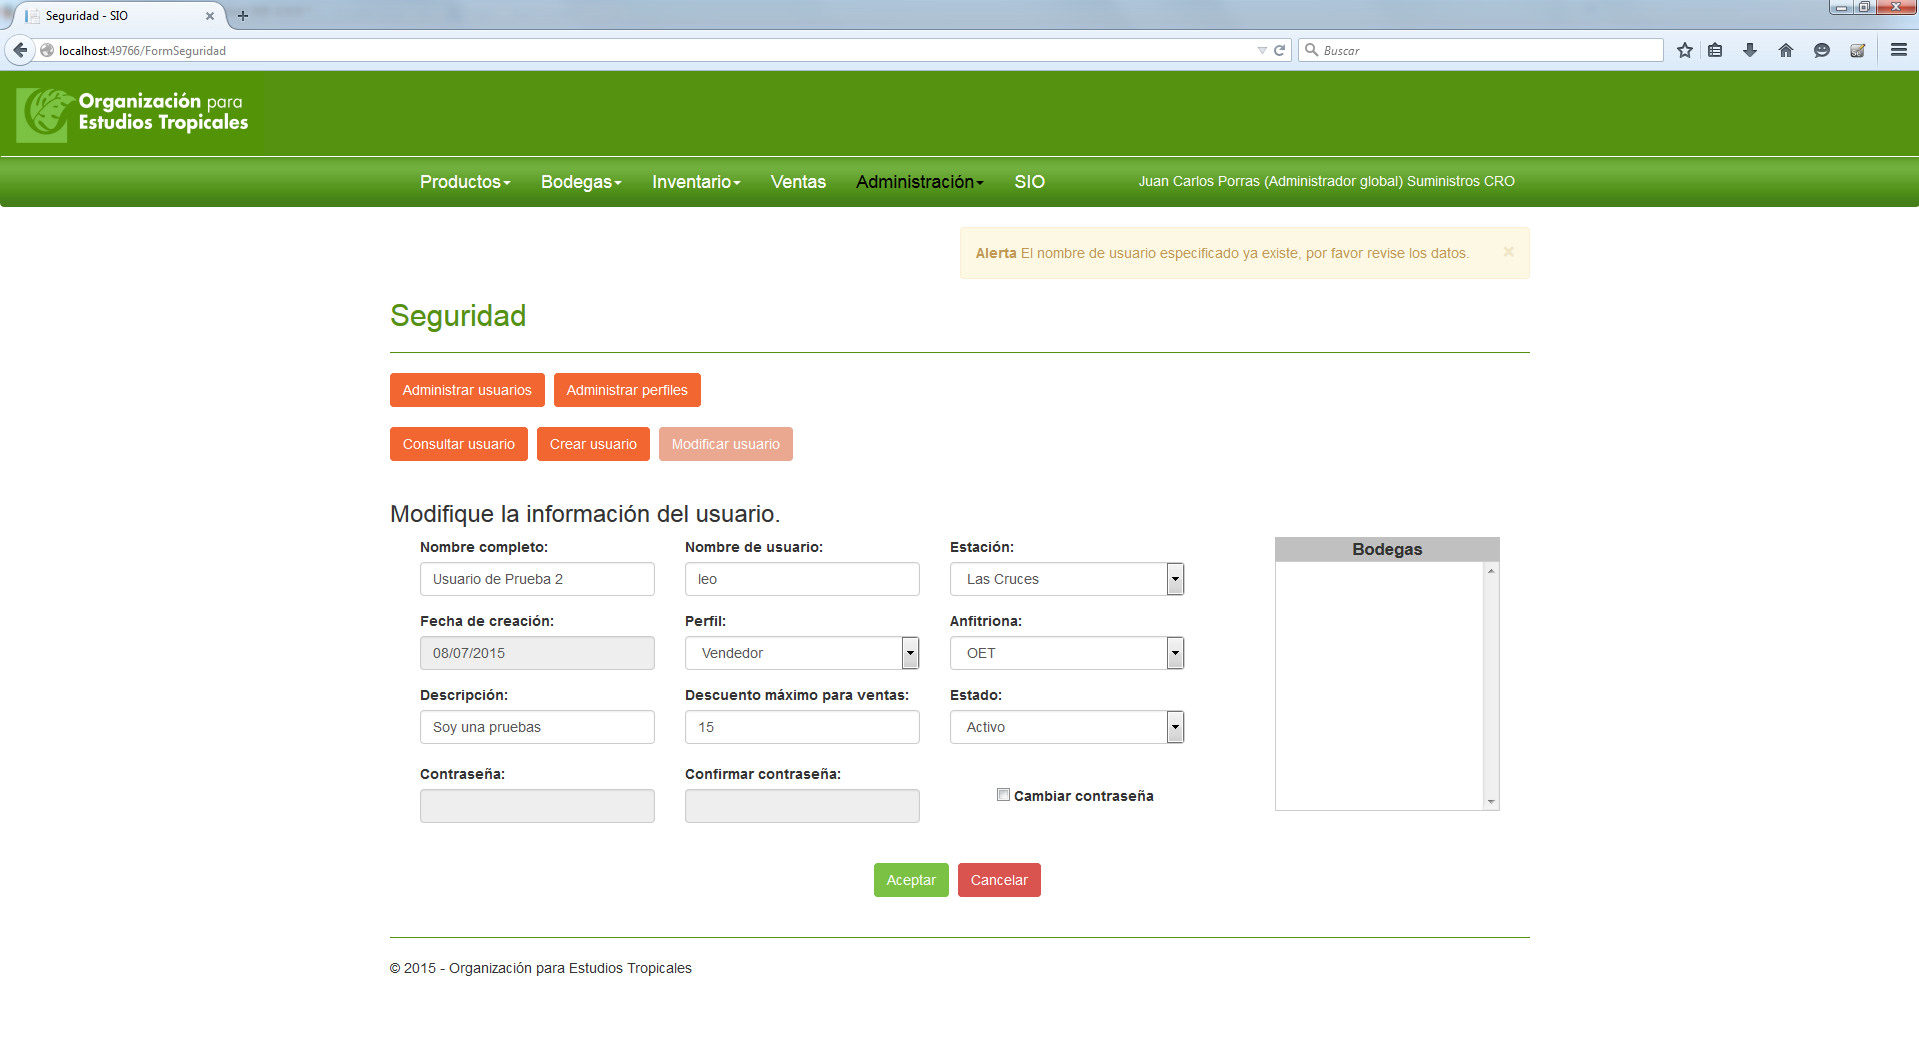 Seguridad - SIO
localhost:49766/FormSeguridad
Buscar
Organización para
Estudios Tropicales
Productos Bodegas Inventario Ventas Administración SIO Juan Carlos Porras (Administrador global) Suministros CRO
Alerta El nombre de usuario especificado ya existe, por favor revise los datos. ×
Seguridad
Administrar usuarios Administrar perfiles
Consultar usuario Crear usuario Modificar usuario
Modifique la información del usuario.
Nombre completo: Nombre de usuario: Estación: Bodegas
Usuario de Prueba 2 leo Las Cruces
Fecha de creación: Perfil: Anfitriona:
08/07/2015 Vendedor OET
Descripción: Descuento máximo para ventas: Estado:
Soy una pruebas 15 Activo
Contraseña: Confirmar contraseña:
Cambiar contraseña
Aceptar Cancelar
© 2015 - Organización para Estudios Tropicales